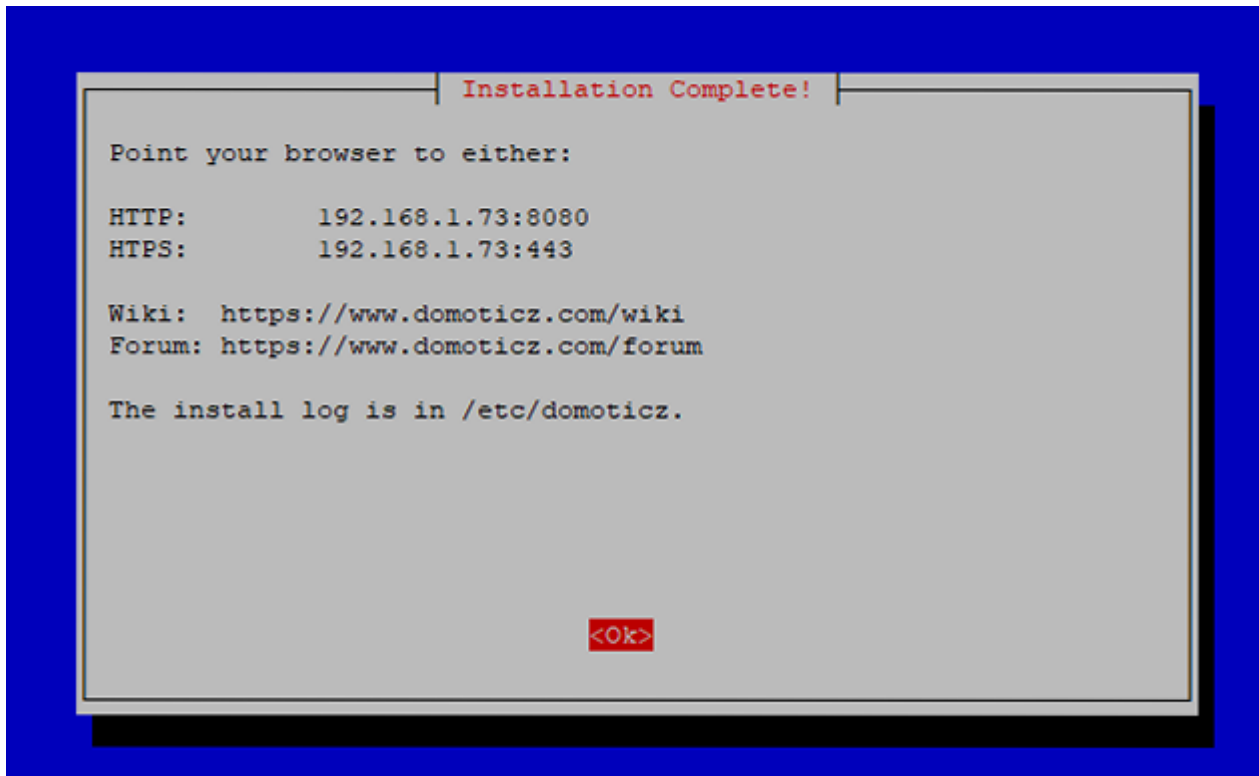 Installation Complete!
Point your browser to either:
HTTP: 192.168.1.73:8080
HTPS: 192.168.1.73:443
Wiki: https://www.domoticz.com/wiki
Forum: https://www.domoticz.com/forum
The install log is in /etc/domoticz.
<Ok>